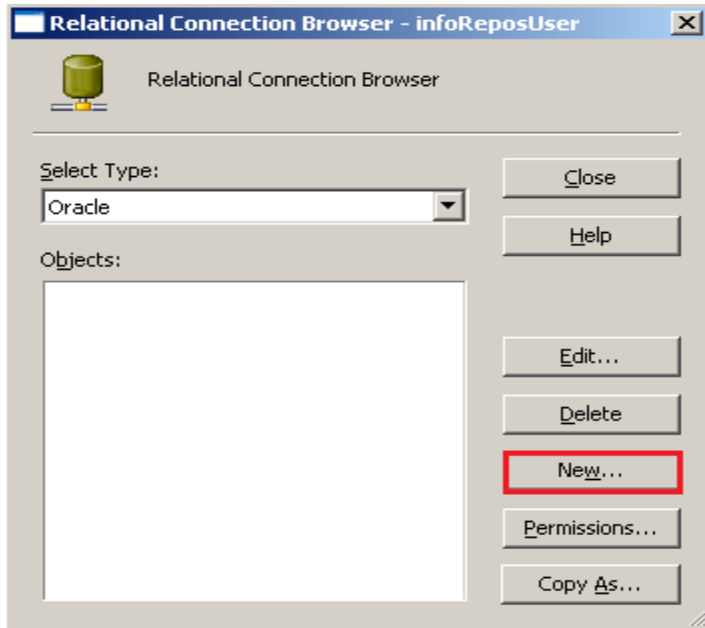 Relational Connection Browser - infoReposUser
Relational Connection Browser
Select Type:
Oracle
Close
Help
Objects:
Edit...
Delete
New...
Permissions...
Copy As...